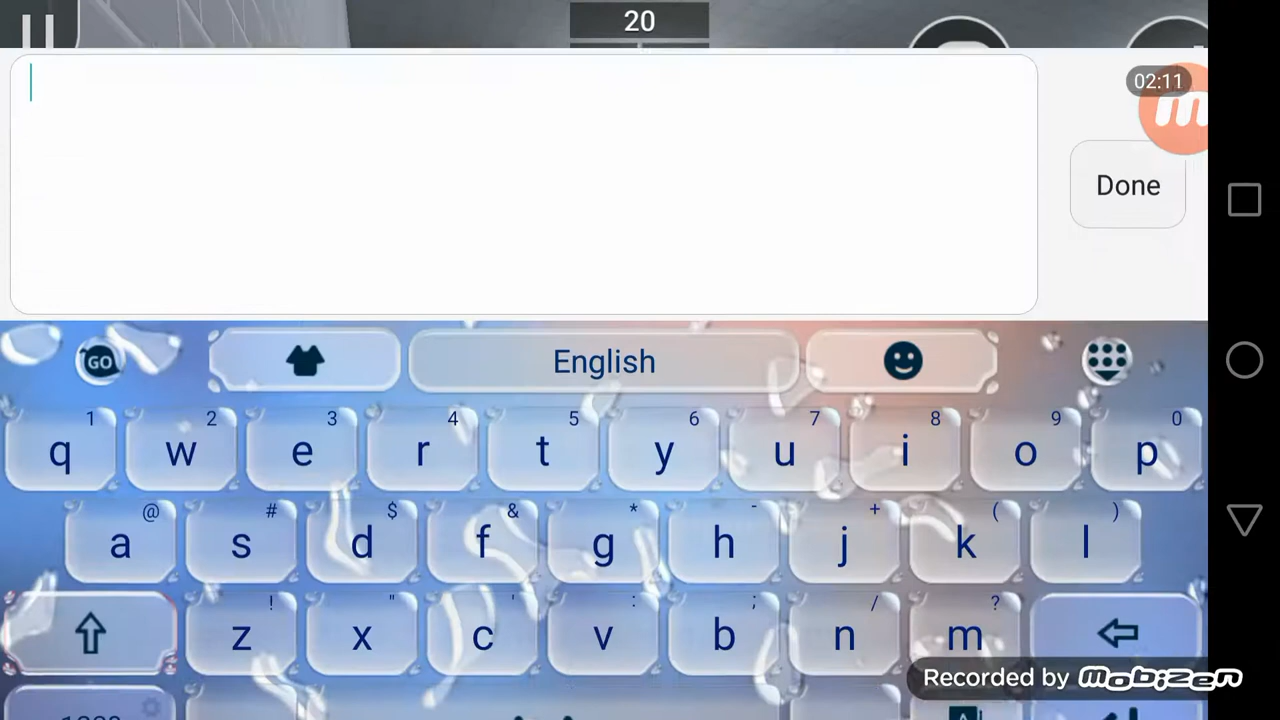 20
02:11
Done
GO
English
1 2 3 4 5 6 7 8 9 0
q w e r t y u i o p
@ # $ & * - + ( )
a s d f g h j k l
! " ' : ; / ?
z x c v b n m
Recorded by mobizen